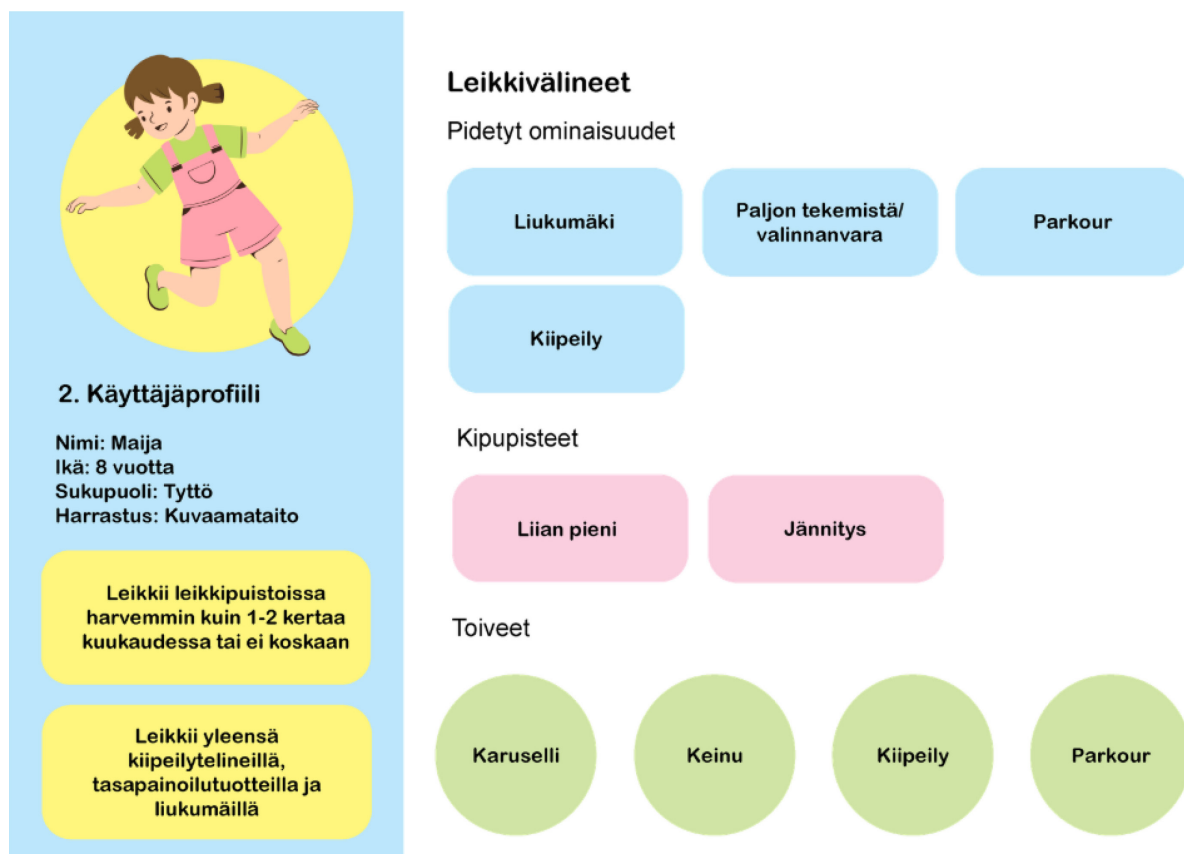 2. Käyttäjäprofiili
Nimi: Maija
Ikä: 8 vuotta
Sukupuoli: Tyttö
Harrastus: Kuvaamataito
Leikkii leikkipuistoissa
harvemmin kuin 1-2 kertaa
kuukaudessa tai ei koskaan
Leikkii yleensä
kiipeilytelineillä,
tasapainoilutuotteilla ja
liukumäillä
Leikkivälineet
Pidetyt ominaisuudet
Liukumäki
Paljon tekemistä/
valinnanvara
Parkour
Kiipeily
Kipupisteet
Liian pieni
Jännitys
Toiveet
Karuselli
Keinu
Kiipeily
Parkour